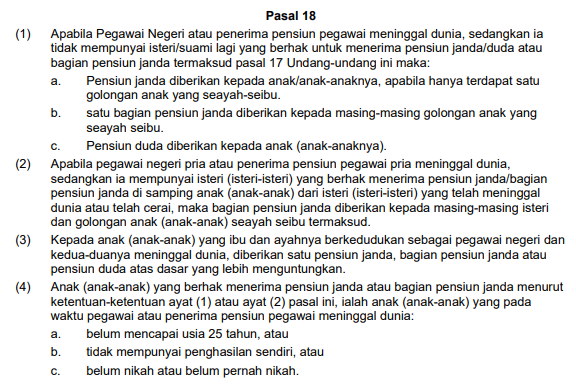 Pasal 18
(1) Apabila Pegawai Negeri atau penerima pensiun pegawai meninggal dunia, sedangkan ia
tidak mempunyai isteri/suami lagi yang berhak untuk menerima pensiun janda/duda atau
bagian pensiun janda termaksud pasal 17 Undang-undang ini maka:
a. Pensiun janda diberikan kepada anak/anak-anaknya, apabila hanya terdapat satu
golongan anak yang seayah-seibu.
b. satu bagian pensiun janda diberikan kepada masing-masing golongan anak yang
seayah seibu.
c. Pensiun duda diberikan kepada anak (anak-anaknya).
(2) Apabila pegawai negeri pria atau penerima pensiun pegawai pria meninggal dunia,
sedangkan ia mempunyai isteri (isteri-isteri) yang berhak menerima pensiun janda/bagian
pensiun janda di samping anak (anak-anak) dari isteri (isteri-isteri) yang telah meninggal
dunia atau telah cerai, maka bagian pensiun janda diberikan kepada masing-masing isteri
dan golongan anak (anak-anak) seayah seibu termaksud.
(3) Kepada anak (anak-anak) yang ibu dan ayahnya berkedudukan sebagai pegawai negeri dan
kedua-duanya meninggal dunia, diberikan satu pensiun janda, bagian pensiun janda atau
pensiun duda atas dasar yang lebih menguntungkan.
(4) Anak (anak-anak) yang berhak menerima pensiun janda atau bagian pensiun janda menurut
ketentuan-ketentuan ayat (1) atau ayat (2) pasal ini, ialah anak (anak-anak) yang pada
waktu pegawai atau penerima pensiun pegawai meninggal dunia:
a. belum mencapai usia 25 tahun, atau
b. tidak mempunyai penghasilan sendiri, atau
c. belum nikah atau belum pernah nikah.